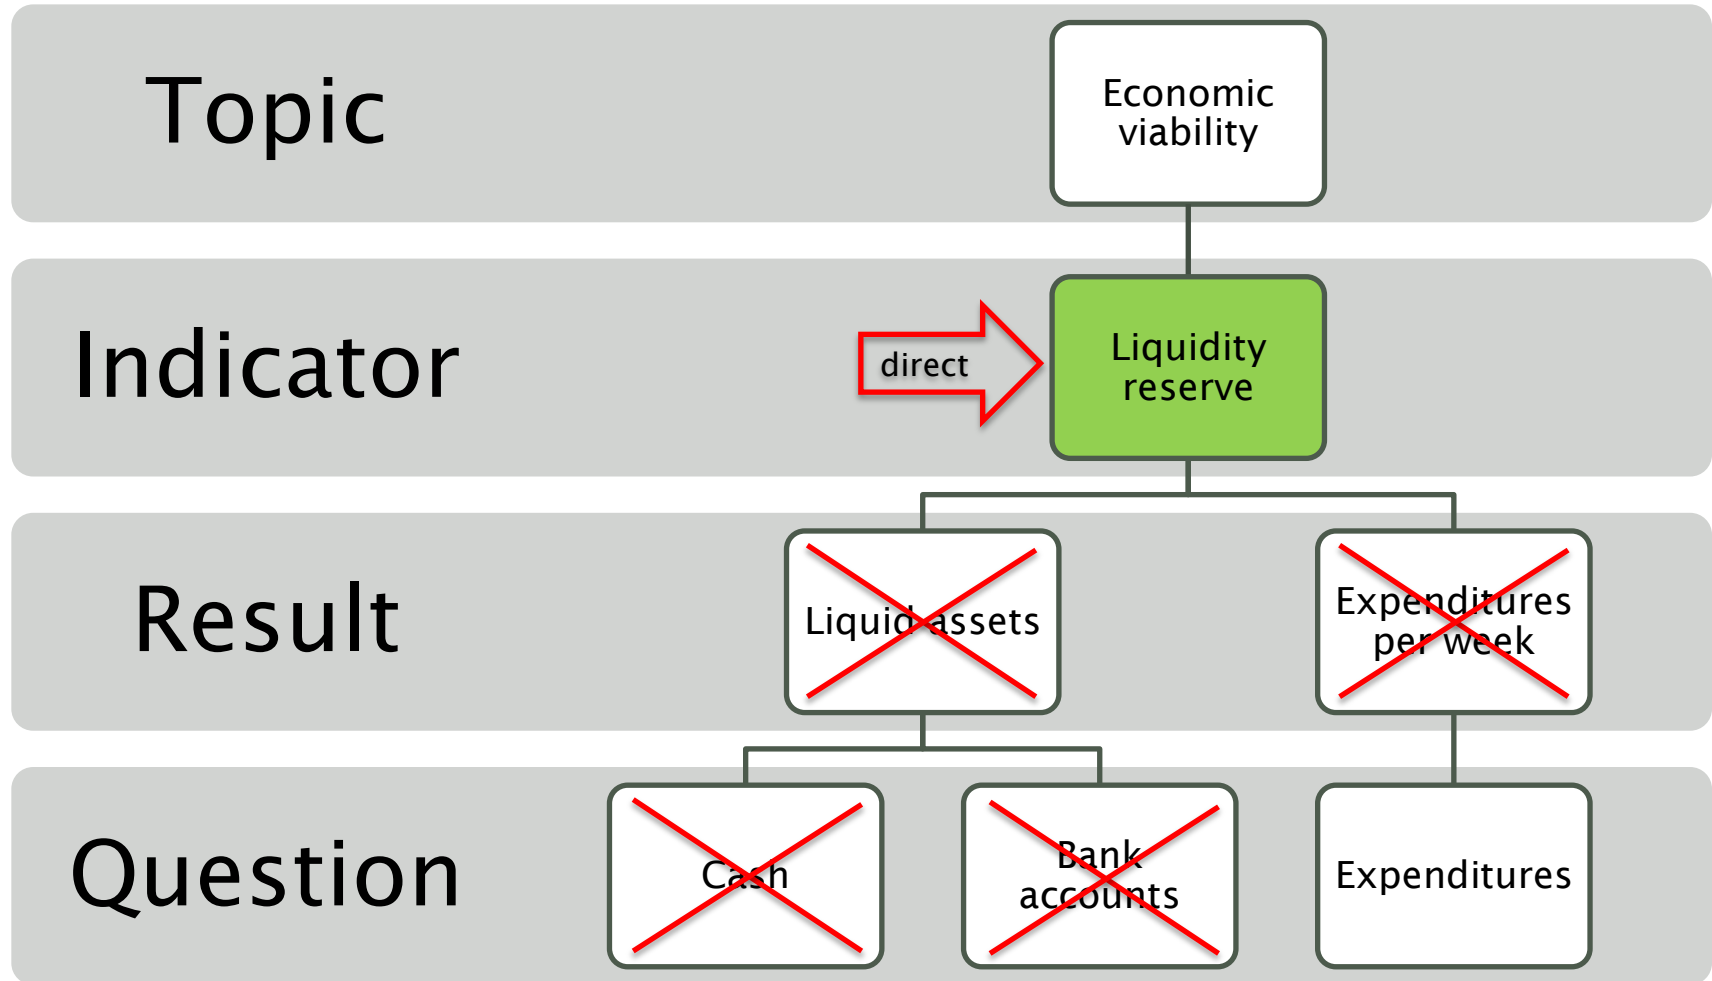 Topic
Economic
viability
Indicator
direct
Liquidity
reserve
Result
Liquid assets
Expenditures
per week
Question
Cash
Bank
accounts
Expenditures